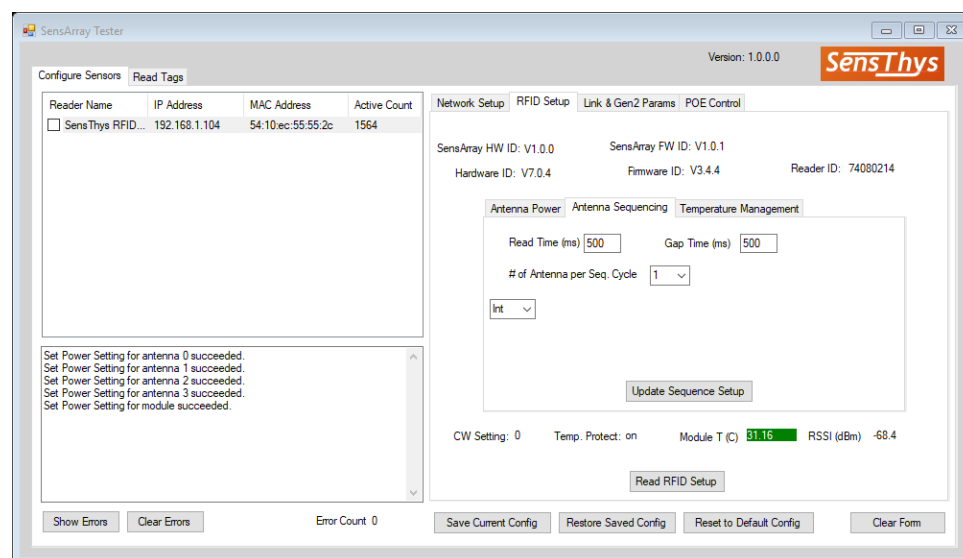 SensArray Tester
Version: 1.0.0.0
SensThys
Configure Sensors Read Tags
Reader Name IP Address MAC Address Active Count
SensThys RFID... 192.168.1.104 54:10:ec:55:55:2c 1564
Network Setup RFID Setup Link & Gen2 Params POE Control
SensArray HW ID: V1.0.0 SensArray FW ID: V1.0.1
Hardware ID: V7.0.4 Firmware ID: V3.4.4 Reader ID: 74080214
Antenna Power Antenna Sequencing Temperature Management
Read Time (ms) 500 Gap Time (ms) 500
# of Antenna per Seq. Cycle 1
Int
Update Sequence Setup
Set Power Setting for antenna 0 succeeded.
Set Power Setting for antenna 1 succeeded.
Set Power Setting for antenna 2 succeeded.
Set Power Setting for antenna 3 succeeded.
Set Power Setting for module succeeded.
CW Setting: 0 Temp. Protect: on Module T (C) 31.16 RSSI (dBm) -68.4
Read RFID Setup
Show Errors Clear Errors Error Count 0
Save Current Config Restore Saved Config Reset to Default Config Clear Form